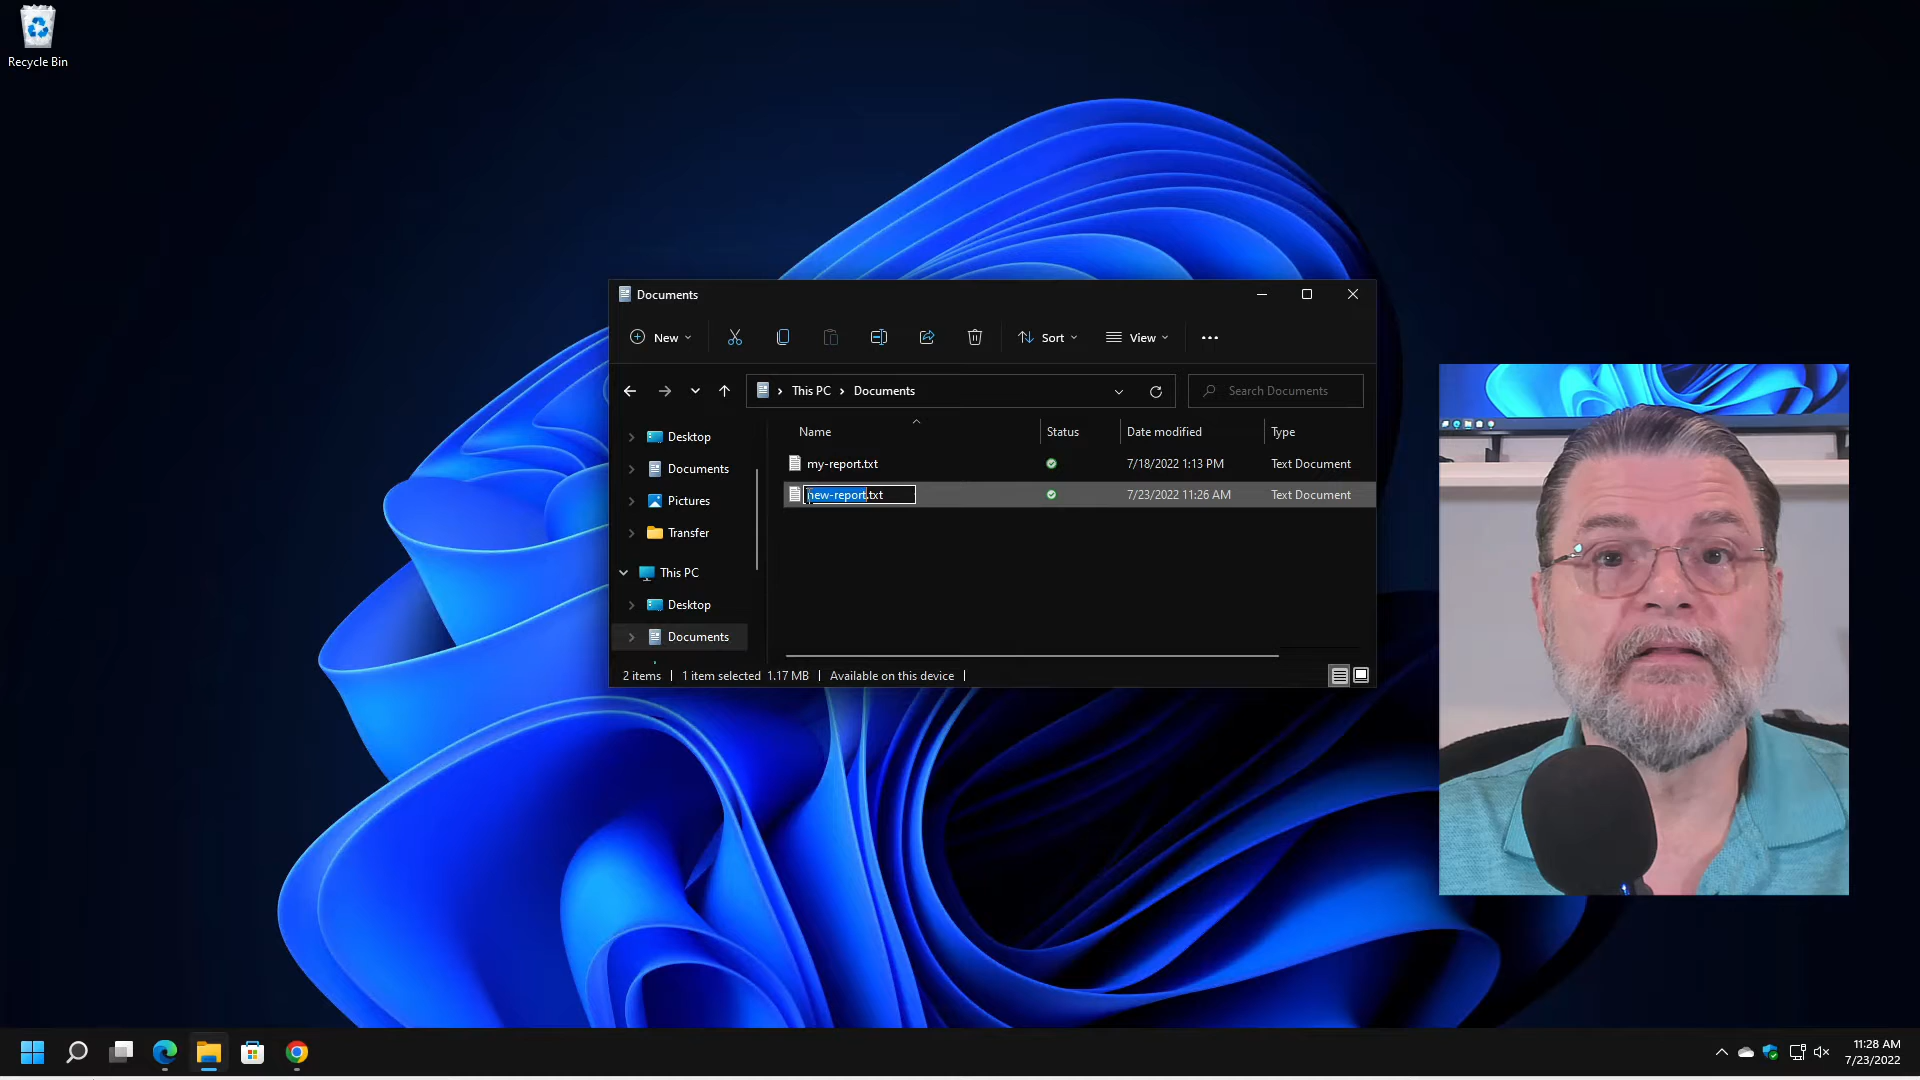 Recycle Bin
Documents
New
Sort
View
This PC
Documents
Search Documents
Name
Status
Date modified
Type
my-report.txt
7/18/2022 1:13 PM
Text Document
new-report.txt
7/23/2022 11:26 AM
Text Document
Desktop
Documents
Pictures
Transfer
This PC
Desktop
Documents
2 items
1 item selected 1.17 MB
Available on this device
11:28 AM
7/23/2022